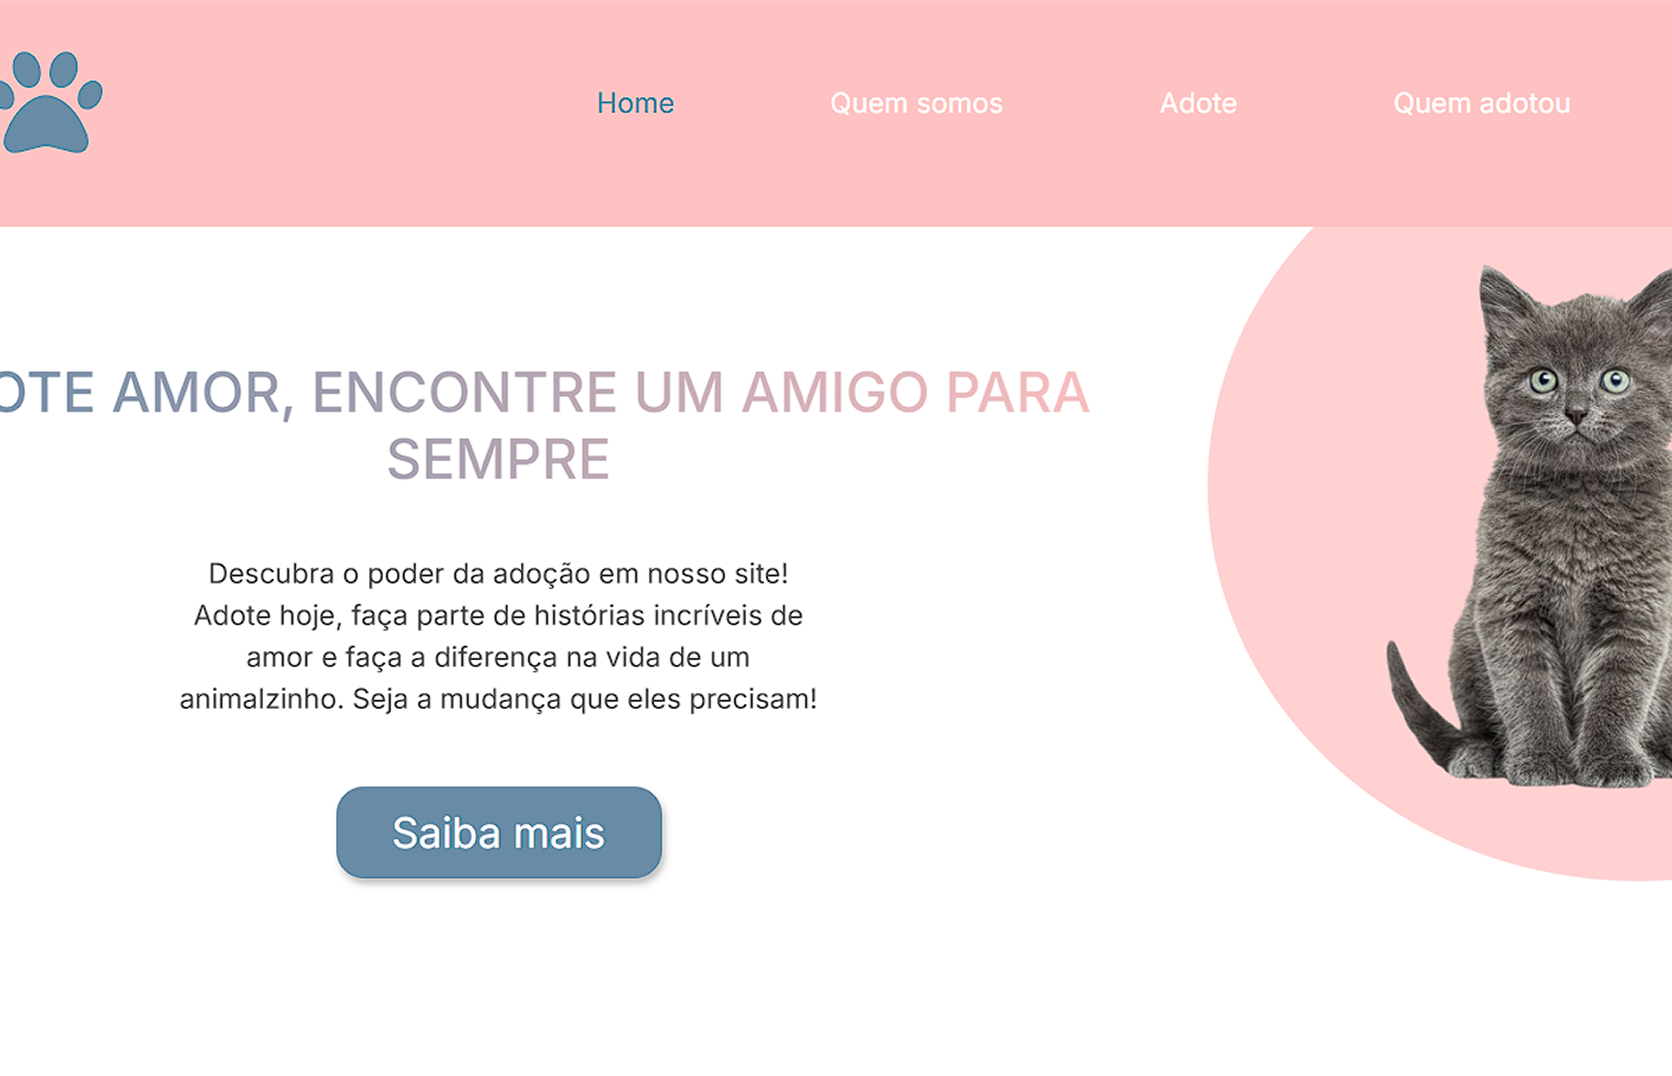 Home Quem somos Adote Quem adotou
OTE AMOR, ENCONTRE UM AMIGO PARA
SEMPRE
Descubra o poder da adoção em nosso site!
Adote hoje, faça parte de histórias incríveis de
amor e faça a diferença na vida de um
animalzinho. Seja a mudança que eles precisam!
Saiba mais